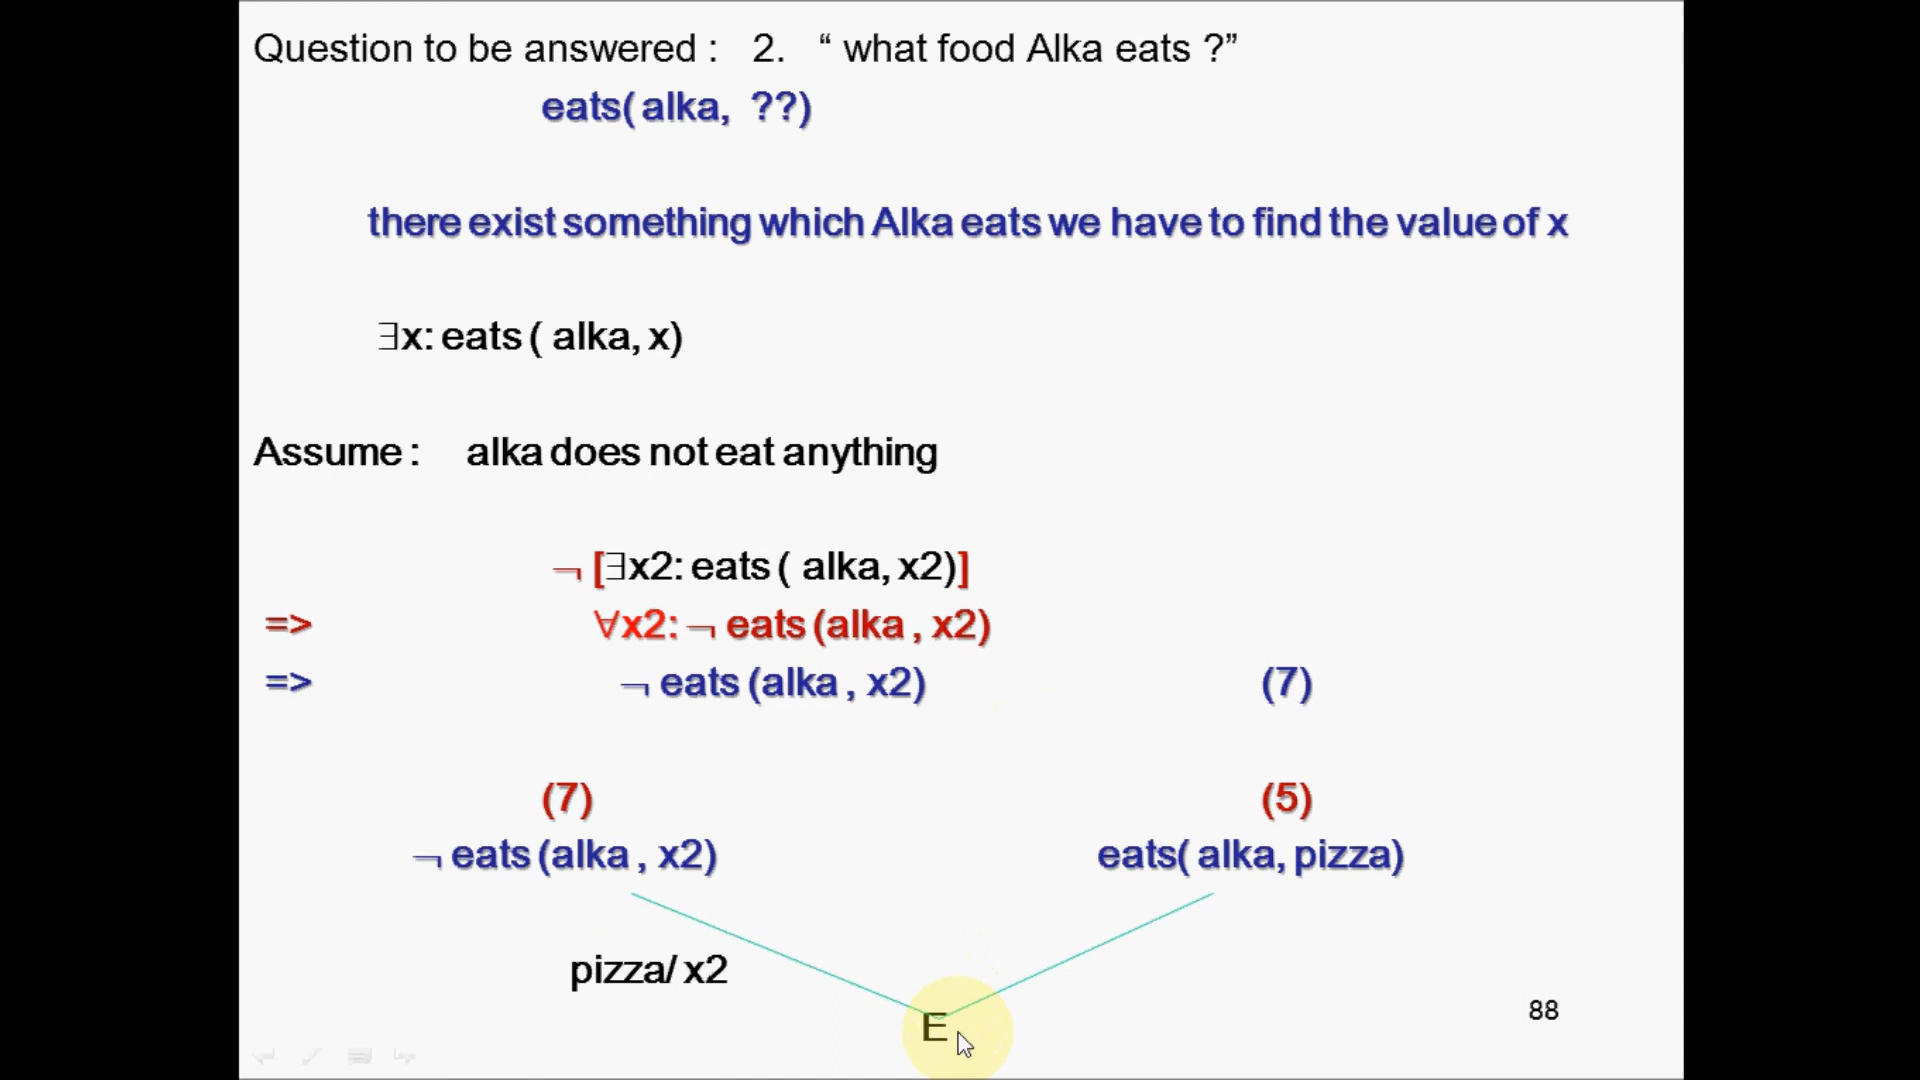 Question to be answered :   2.   “ what food Alka eats ?”
eats( alka,  ??)
there exist something which Alka eats we have to find the value of x
∃x: eats ( alka, x)
Assume :    alka does not eat anything
¬ [∃x2: eats ( alka, x2)]
=> ∀x2: ¬ eats (alka , x2)
=> ¬ eats (alka , x2) (7)
(7) (5)
¬ eats (alka , x2) eats( alka, pizza)
pizza/ x2
E
88